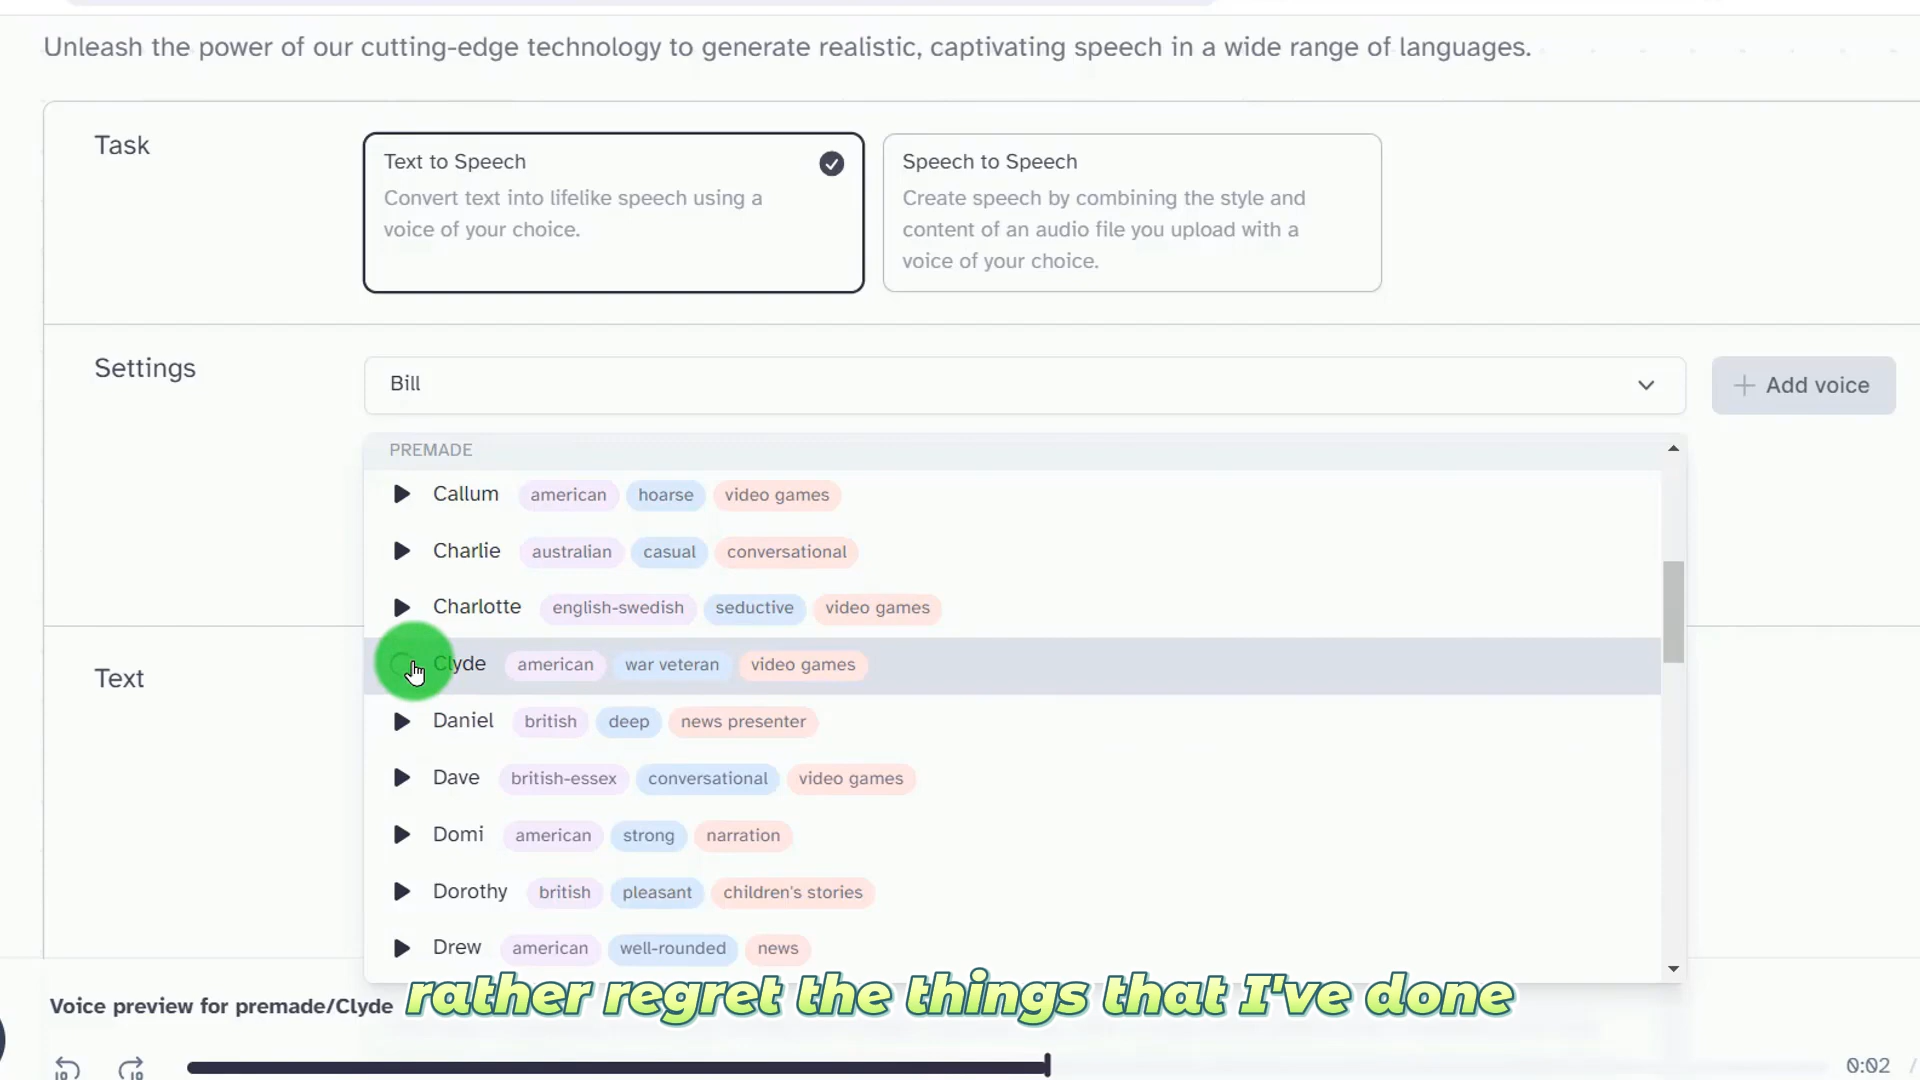 Unleash the power of our cutting-edge technology to generate realistic, captivating speech in a wide range of languages.
Task
Text to Speech
Convert text into lifelike speech using a
voice of your choice.
Speech to Speech
Create speech by combining the style and
content of an audio file you upload with a
voice of your choice.
Settings
Bill
+ Add voice
PREMADE
Callum american hoarse video games
Charlie australian casual conversational
Charlotte english-swedish seductive video games
Clyde american war veteran video games
Text
Daniel british deep news presenter
Dave british-essex conversational video games
Domi american strong narration
Dorothy british pleasant children's stories
Drew american well-rounded news
rather regret the things that I've done
Voice preview for premade/Clyde
10 10 0:02 /